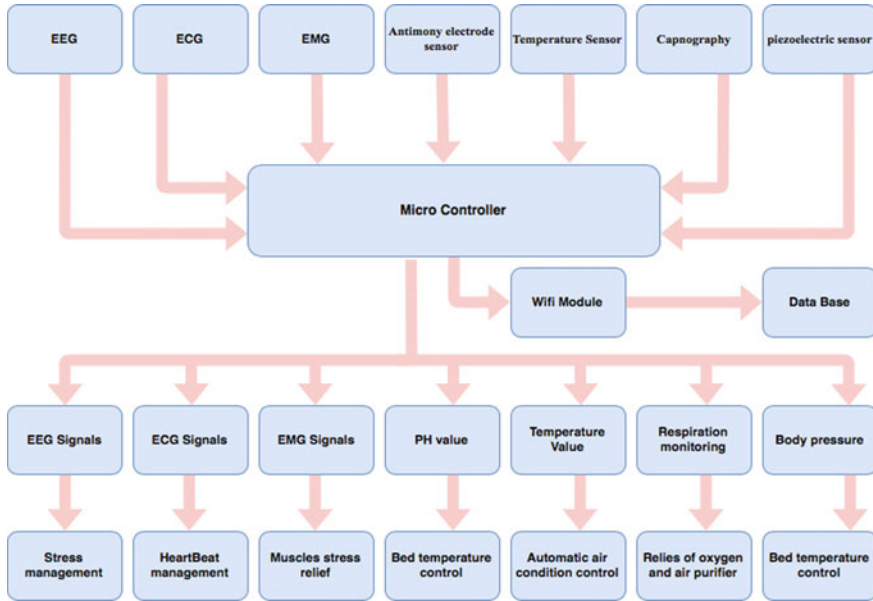 EEG
ECG
EMG
Antimony electrode
sensor
Temperature Sensor
Capnography
piezoelectric sensor
Micro Controller
Wifi Module
Data Base
EEG Signals
ECG Signals
EMG Signals
PH value
Temperature
Value
Respiration
monitoring
Body pressure
Stress
management
HeartBeat
management
Muscles stress
relief
Bed temperature
control
Automatic air
condition control
Relies of oxygen
and air purifier
Bed temperature
control